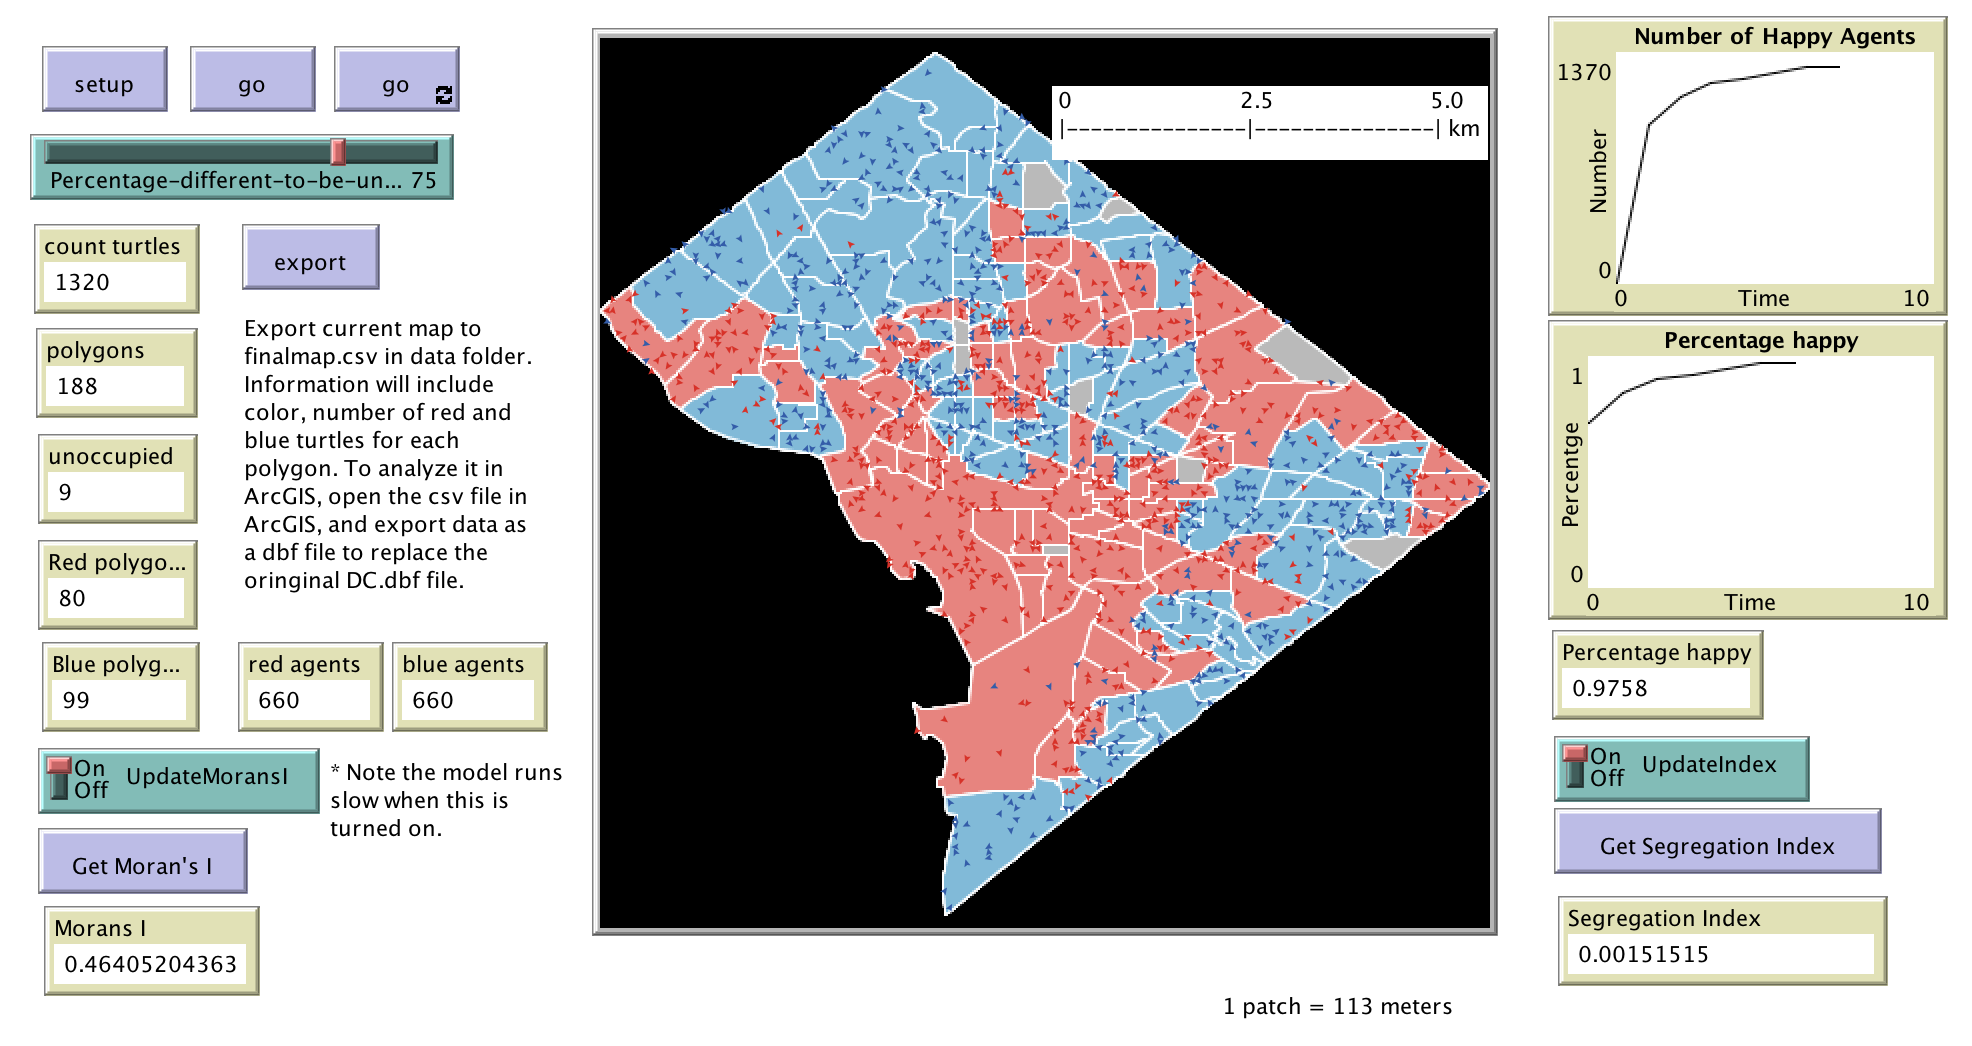 setup
go
go
Percentage-different-to-be-un... 75
count turtles
1320
export
polygons
188
unoccupied
9
Red polygo...
80
Export current map to
finalmap.csv in data folder.
Information will include
color, number of red and
blue turtles for each
polygon. To analyze it in
ArcGIS, open the csv file in
ArcGIS, and export data as
a dbf file to replace the
oringinal DC.dbf file.
Blue polyg...
99
red agents
660
blue agents
660
On
Off
UpdateMoransI
* Note the model runs
slow when this is
turned on.
Get Moran's I
Morans I
0.46405204363
0 2.5 5.0
|---------------|---------------| km
1 patch = 113 meters
Number of Happy Agents
1370
Number
0
0 Time 10
Percentage happy
1
Percentge
0
0 Time 10
Percentage happy
0.9758
On
Off
UpdateIndex
Get Segregation Index
Segregation Index
0.00151515